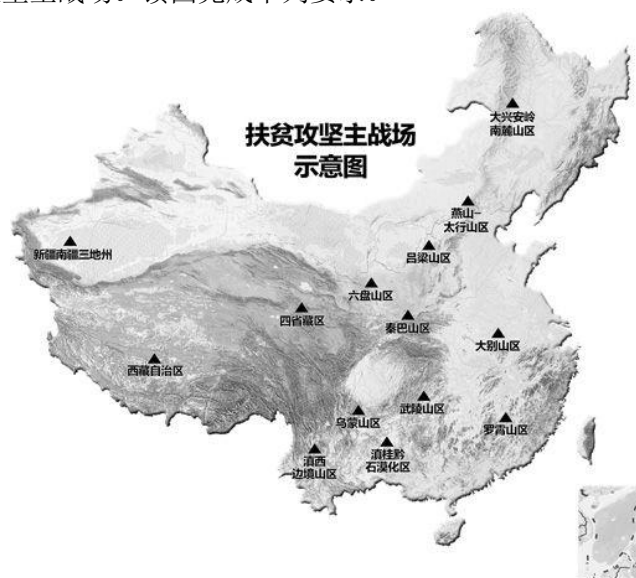 扶贫攻坚主战场
示意图
大兴安岭
南麓山区
燕山-
太行山区
新疆南疆三地州
吕梁山区
六盘山区
四省藏区
秦巴山区
大别山区
西藏自治区
武陵山区
乌蒙山区
罗霄山区
滇西
边境山区
滇桂黔
石漠化区